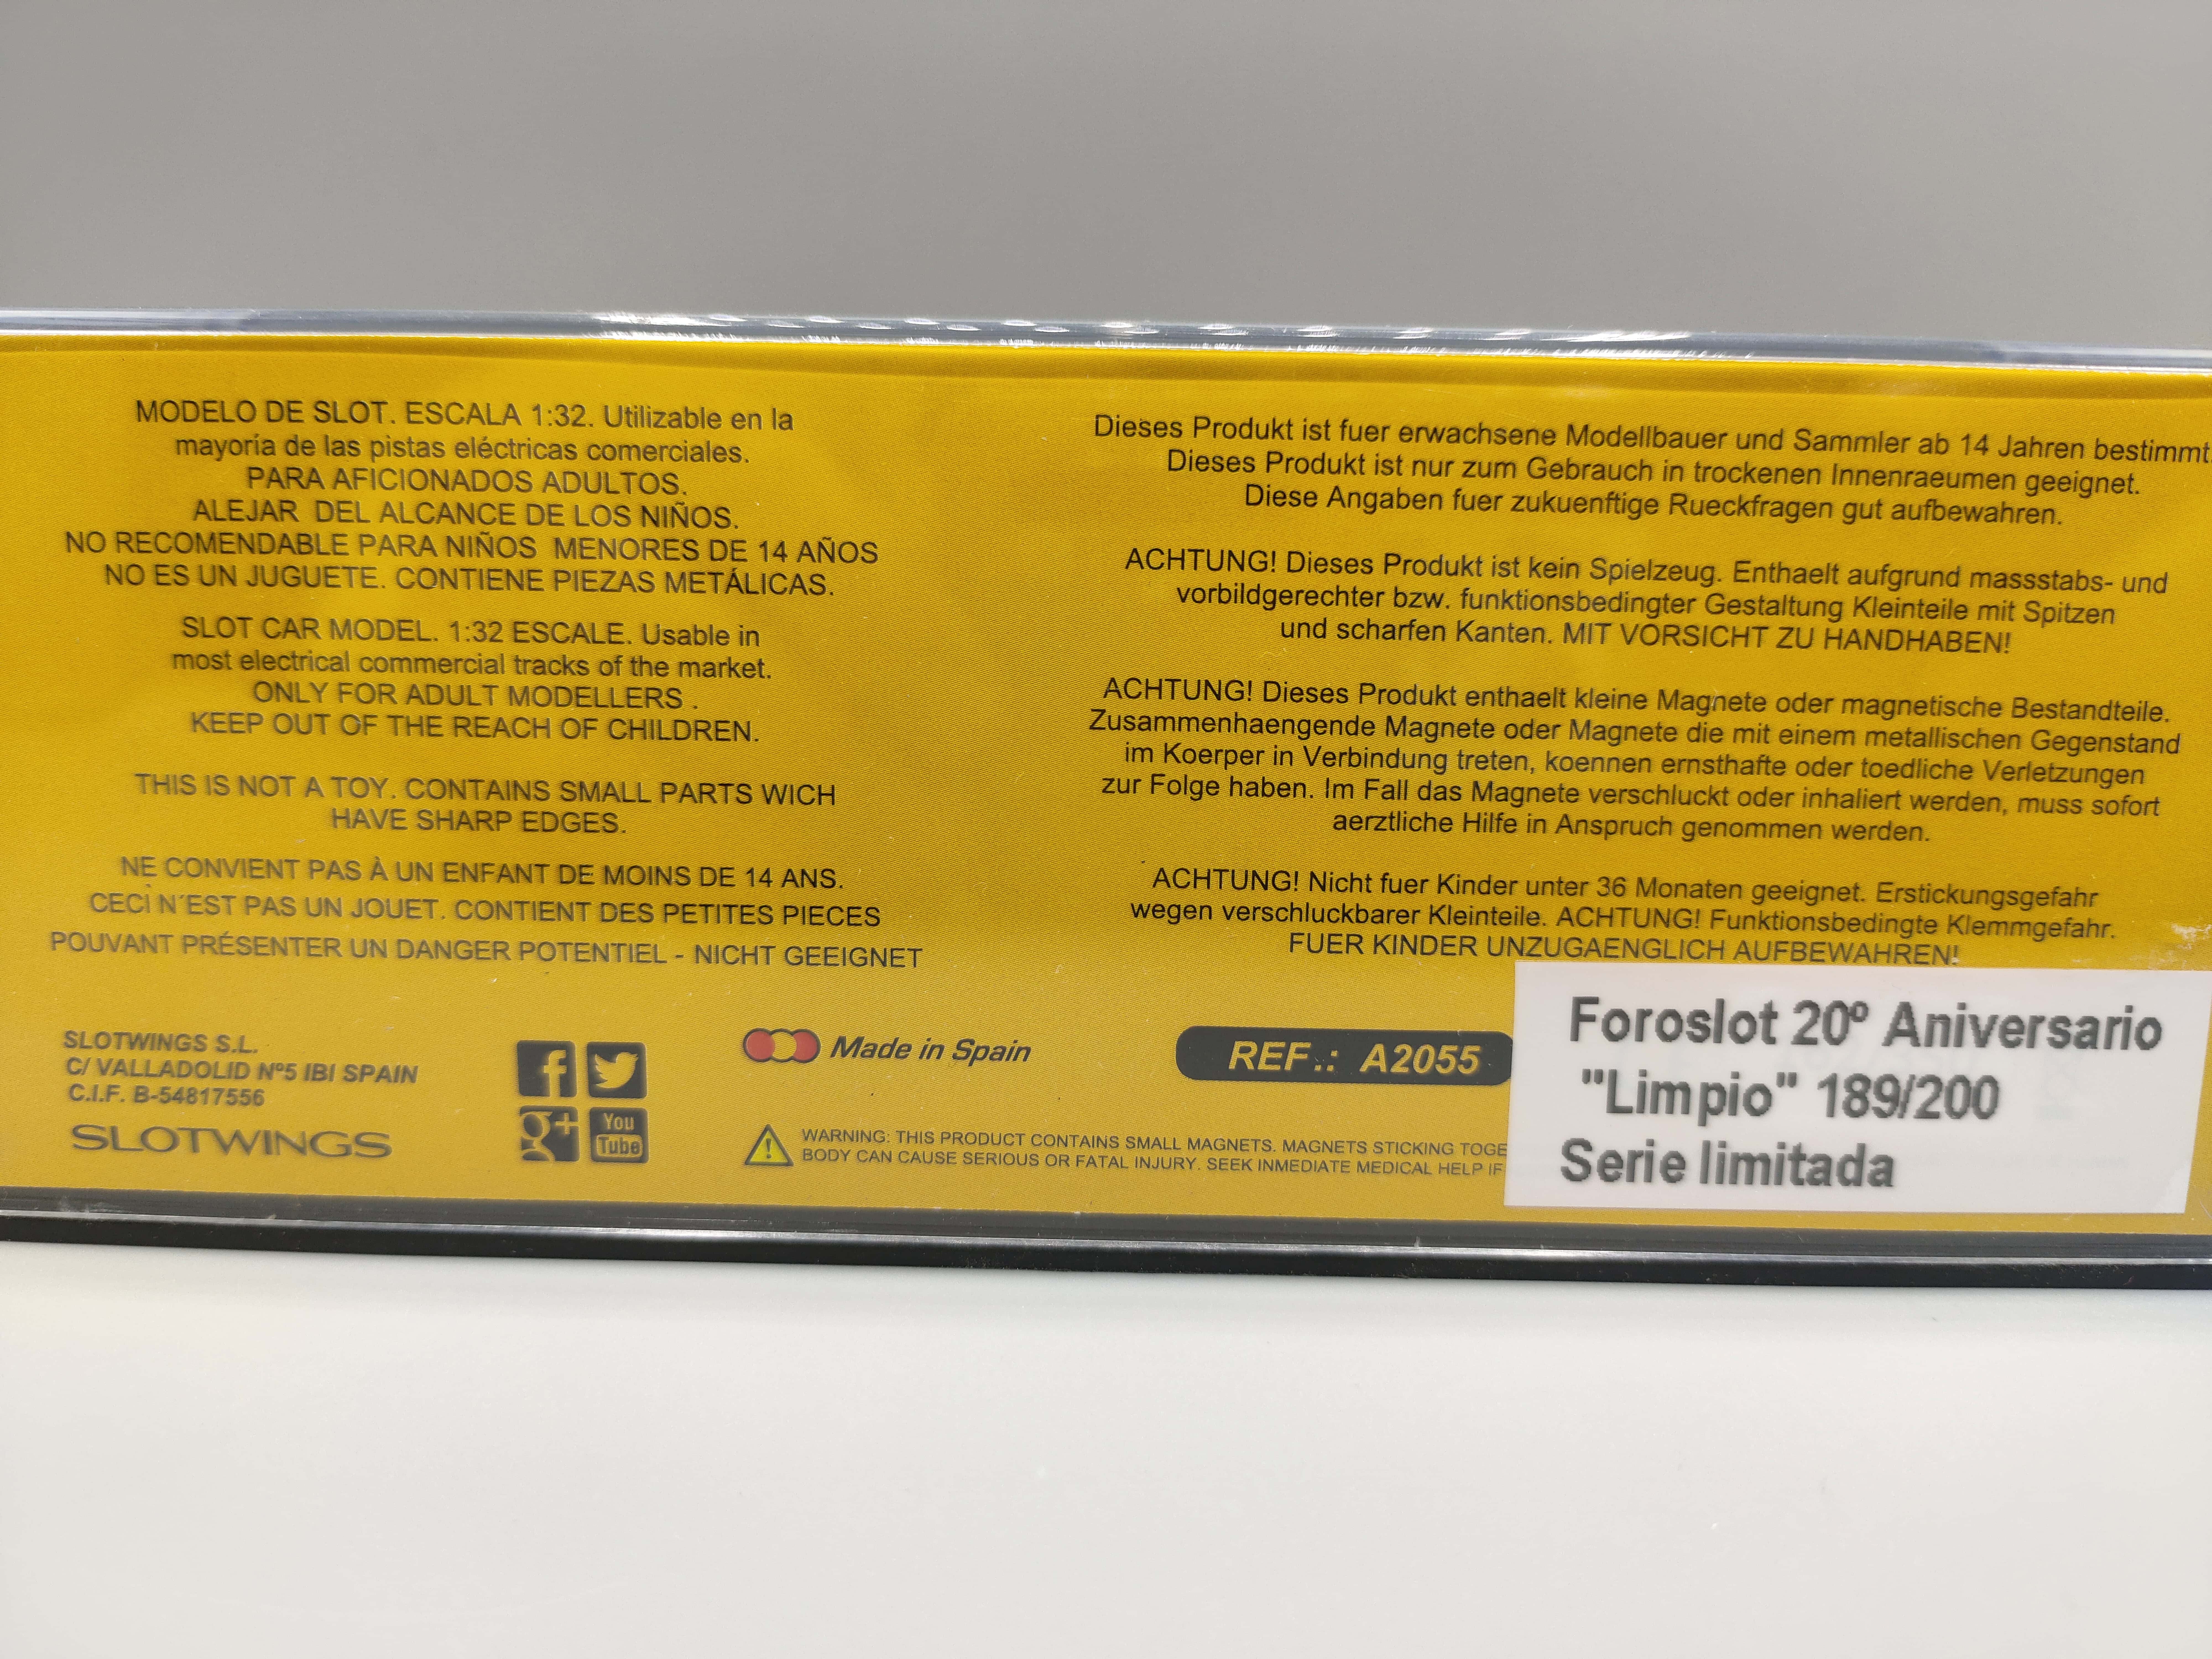 MODELO DE SLOT. ESCALA 1:32. Utilizable en la
mayoría de las pistas eléctricas comerciales.
PARA AFICIONADOS ADULTOS.
ALEJAR DEL ALCANCE DE LOS NIÑOS.
NO RECOMENDABLE PARA NIÑOS MENORES DE 14 AÑOS
NO ES UN JUGUETE. CONTIENE PIEZAS METÁLICAS.
SLOT CAR MODEL. 1:32 ESCALE. Usable in
most electrical commercial tracks of the market.
ONLY FOR ADULT MODELLERS .
KEEP OUT OF THE REACH OF CHILDREN.
THIS IS NOT A TOY. CONTAINS SMALL PARTS WICH
HAVE SHARP EDGES.
NE CONVIENT PAS À UN ENFANT DE MOINS DE 14 ANS.
CECI N´EST PAS UN JOUET. CONTIENT DES PETITES PIECES
POUVANT PRÉSENTER UN DANGER POTENTIEL - NICHT GEEIGNET
Dieses Produkt ist fuer erwachsene Modellbauer und Sammler ab 14 Jahren bestimmt
Dieses Produkt ist nur zum Gebrauch in trockenen Innenraeumen geeignet.
Diese Angaben fuer zukuenftige Rueckfragen gut aufbewahren.
ACHTUNG! Dieses Produkt ist kein Spielzeug. Enthaelt aufgrund massstabs- und
vorbildgerechter bzw. funktionsbedingter Gestaltung Kleinteile mit Spitzen
und scharfen Kanten. MIT VORSICHT ZU HANDHABEN!
ACHTUNG! Dieses Produkt enthaelt kleine Magnete oder magnetische Bestandteile.
Zusammenhaengende Magnete oder Magnete die mit einem metallischen Gegenstand
im Koerper in Verbindung treten, koennen ernsthafte oder toedliche Verletzungen
zur Folge haben. Im Fall das Magnete verschluckt oder inhaliert werden, muss sofort
aerztliche Hilfe in Anspruch genommen werden.
ACHTUNG! Nicht fuer Kinder unter 36 Monaten geeignet. Erstickungsgefahr
wegen verschluckbarer Kleinteile. ACHTUNG! Funktionsbedingte Klemmgefahr.
FUER KINDER UNZUGAENGLICH AUFBEWAHREN!
SLOTWINGS S.L.
C/ VALLADOLID Nº5 IBI SPAIN
C.I.F. B-54817556
SLOTWINGS
f
g+
You
Tube
Made in Spain
REF.: A2055
WARNING: THIS PRODUCT CONTAINS SMALL MAGNETS. MAGNETS STICKING TOGE
BODY CAN CAUSE SERIOUS OR FATAL INJURY. SEEK INMEDIATE MEDICAL HELP IF
Foroslot 20º Aniversario
"Limpio" 189/200
Serie limitada